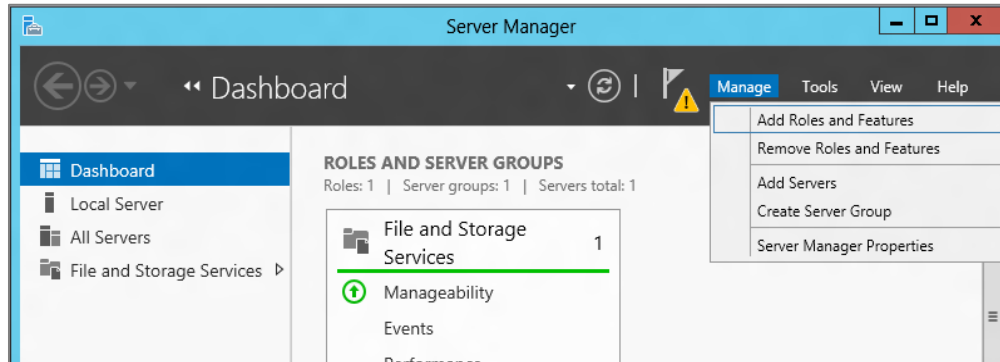 Server Manager
Dashboard
Manage Tools View Help
Add Roles and Features
Remove Roles and Features
Add Servers
Create Server Group
Server Manager Properties
Dashboard
Local Server
All Servers
File and Storage Services
ROLES AND SERVER GROUPS
Roles: 1 | Server groups: 1 | Servers total: 1
File and Storage
Services 1
Manageability
Events
Performance